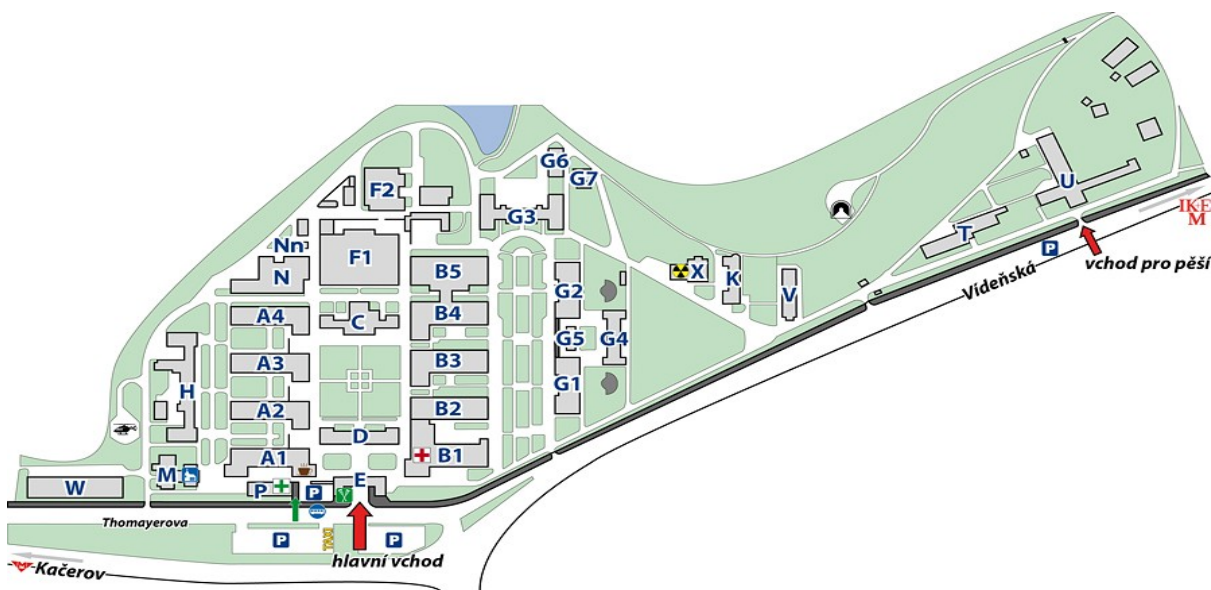 G6
F2
G7
U
G3
IK+E
M
T
Nn
F1
P
vchod pro pěší
N
B5
X
K
Vídeňská
G2
V
A4
C
B4
G5
G4
A3
B3
H
G1
A2
B2
D
A1
B1
M
E
W
P
P
Thomayerova
P
TAXI
P
hlavní vchod
M
Kačerov